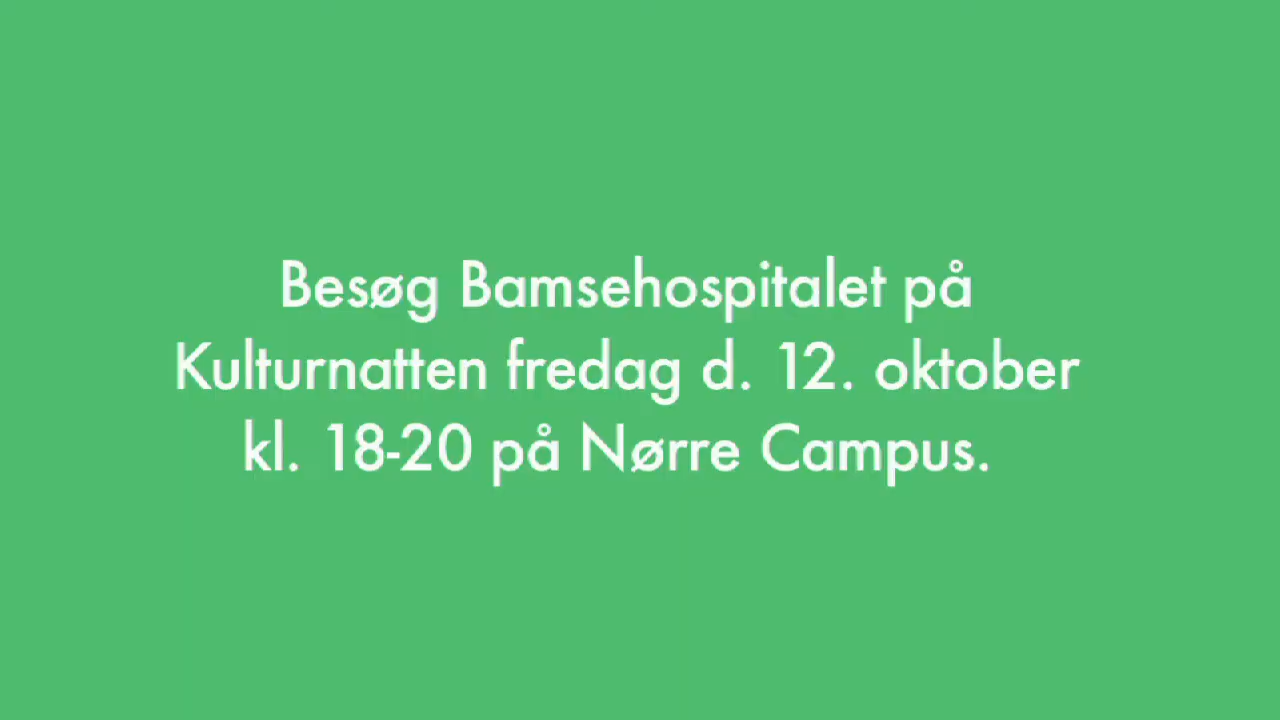 Besøg Bamsehospitalet på
Kulturnatten fredag d. 12. oktober
kl. 18-20 på Nørre Campus.